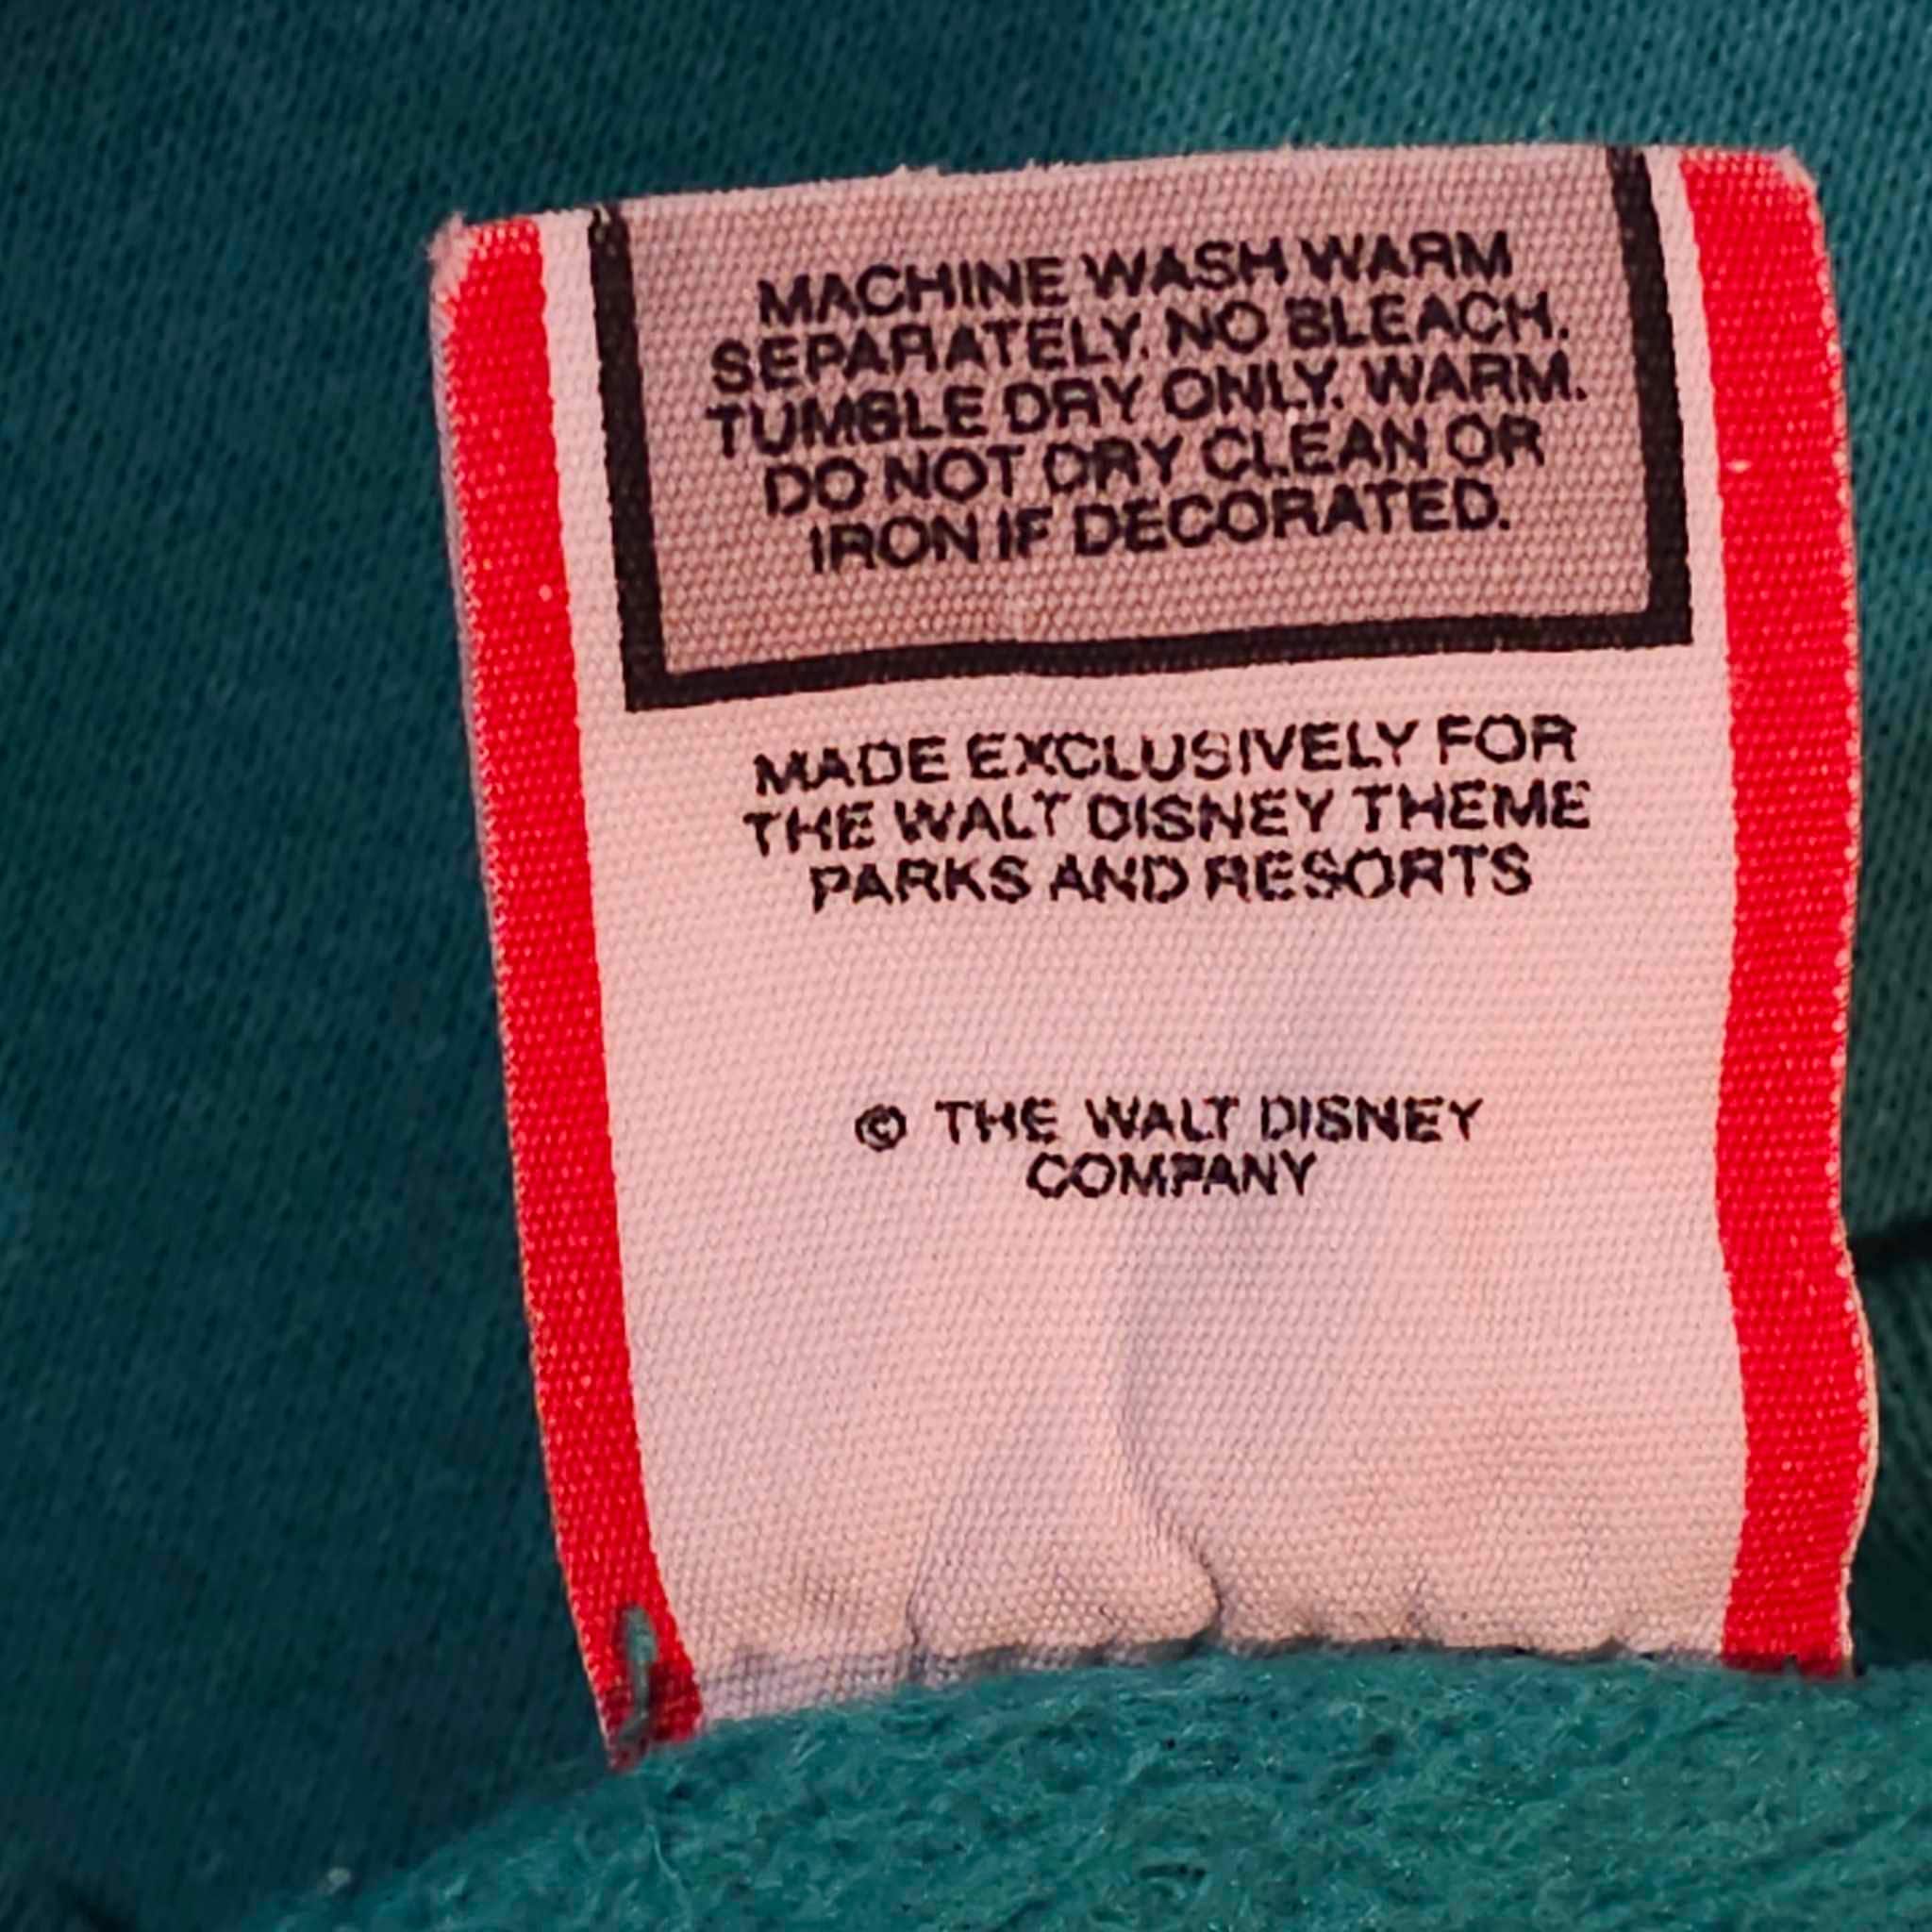 MACHINE WASH WARM
SEPARATELY. NO BLEACH.
TUMBLE DRY ONLY. WARM.
DO NOT DRY CLEAN OR
IRON IF DECORATED.
MADE EXCLUSIVELY FOR
THE WALT DISNEY THEME
PARKS AND RESORTS
© THE WALT DISNEY
COMPANY